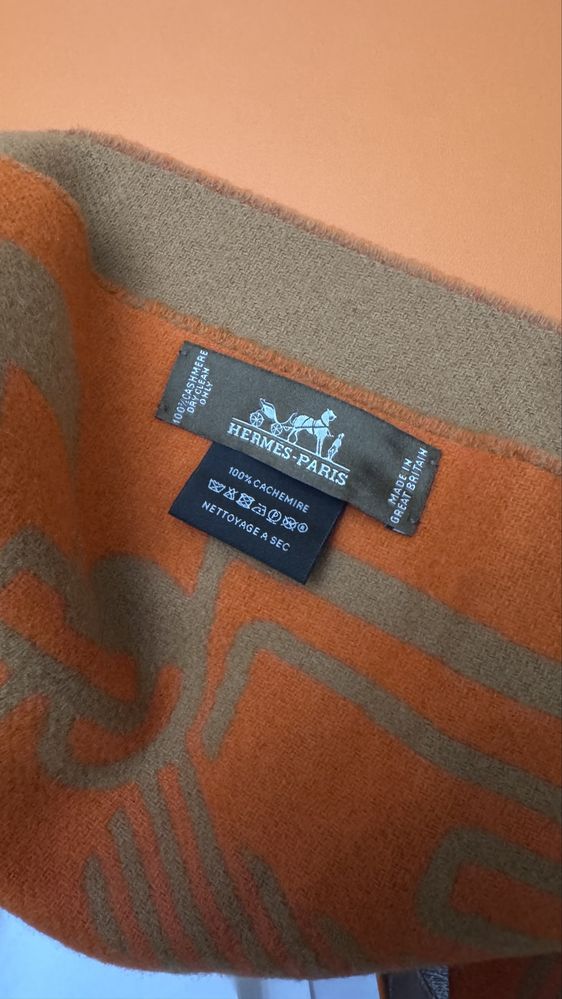 100% CASHMERE
DRY CLEAN
ONLY
HERMES-PARIS
MADE IN
GREAT BRITAIN
100% CACHEMIRE
NETTOYAGE A SEC